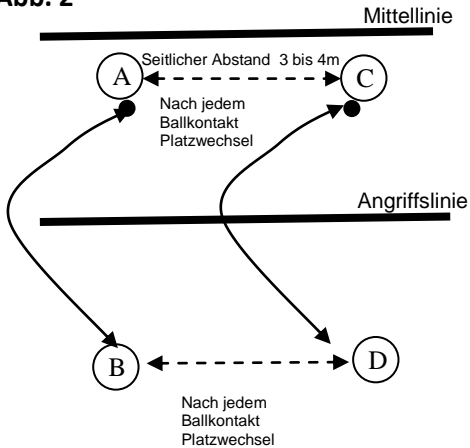 Abb. 2
Mittellinie
Seitlicher Abstand 3 bis 4m
A
C
Nach jedem
Ballkontakt
Platzwechsel
Angriffslinie
B
D
Nach jedem
Ballkontakt
Platzwechsel